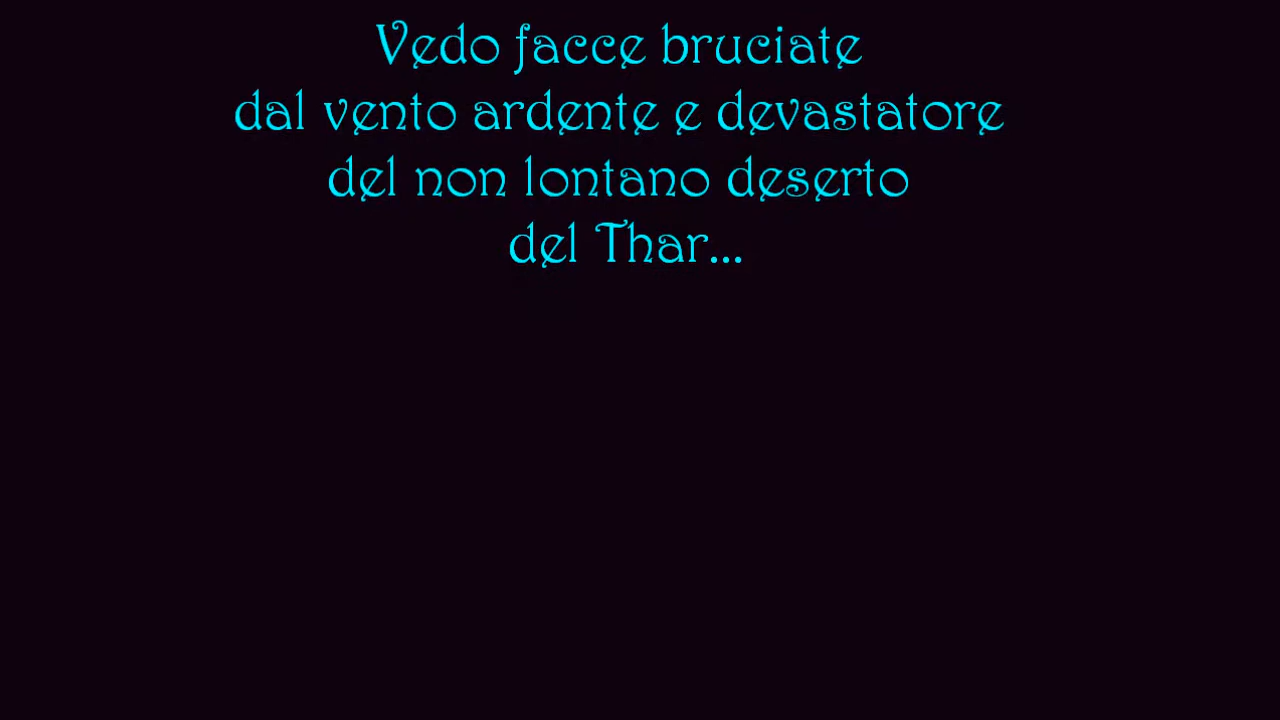 Vedo facce bruciate
dal vento ardente e devastatore
del non lontano deserto
del Thar...